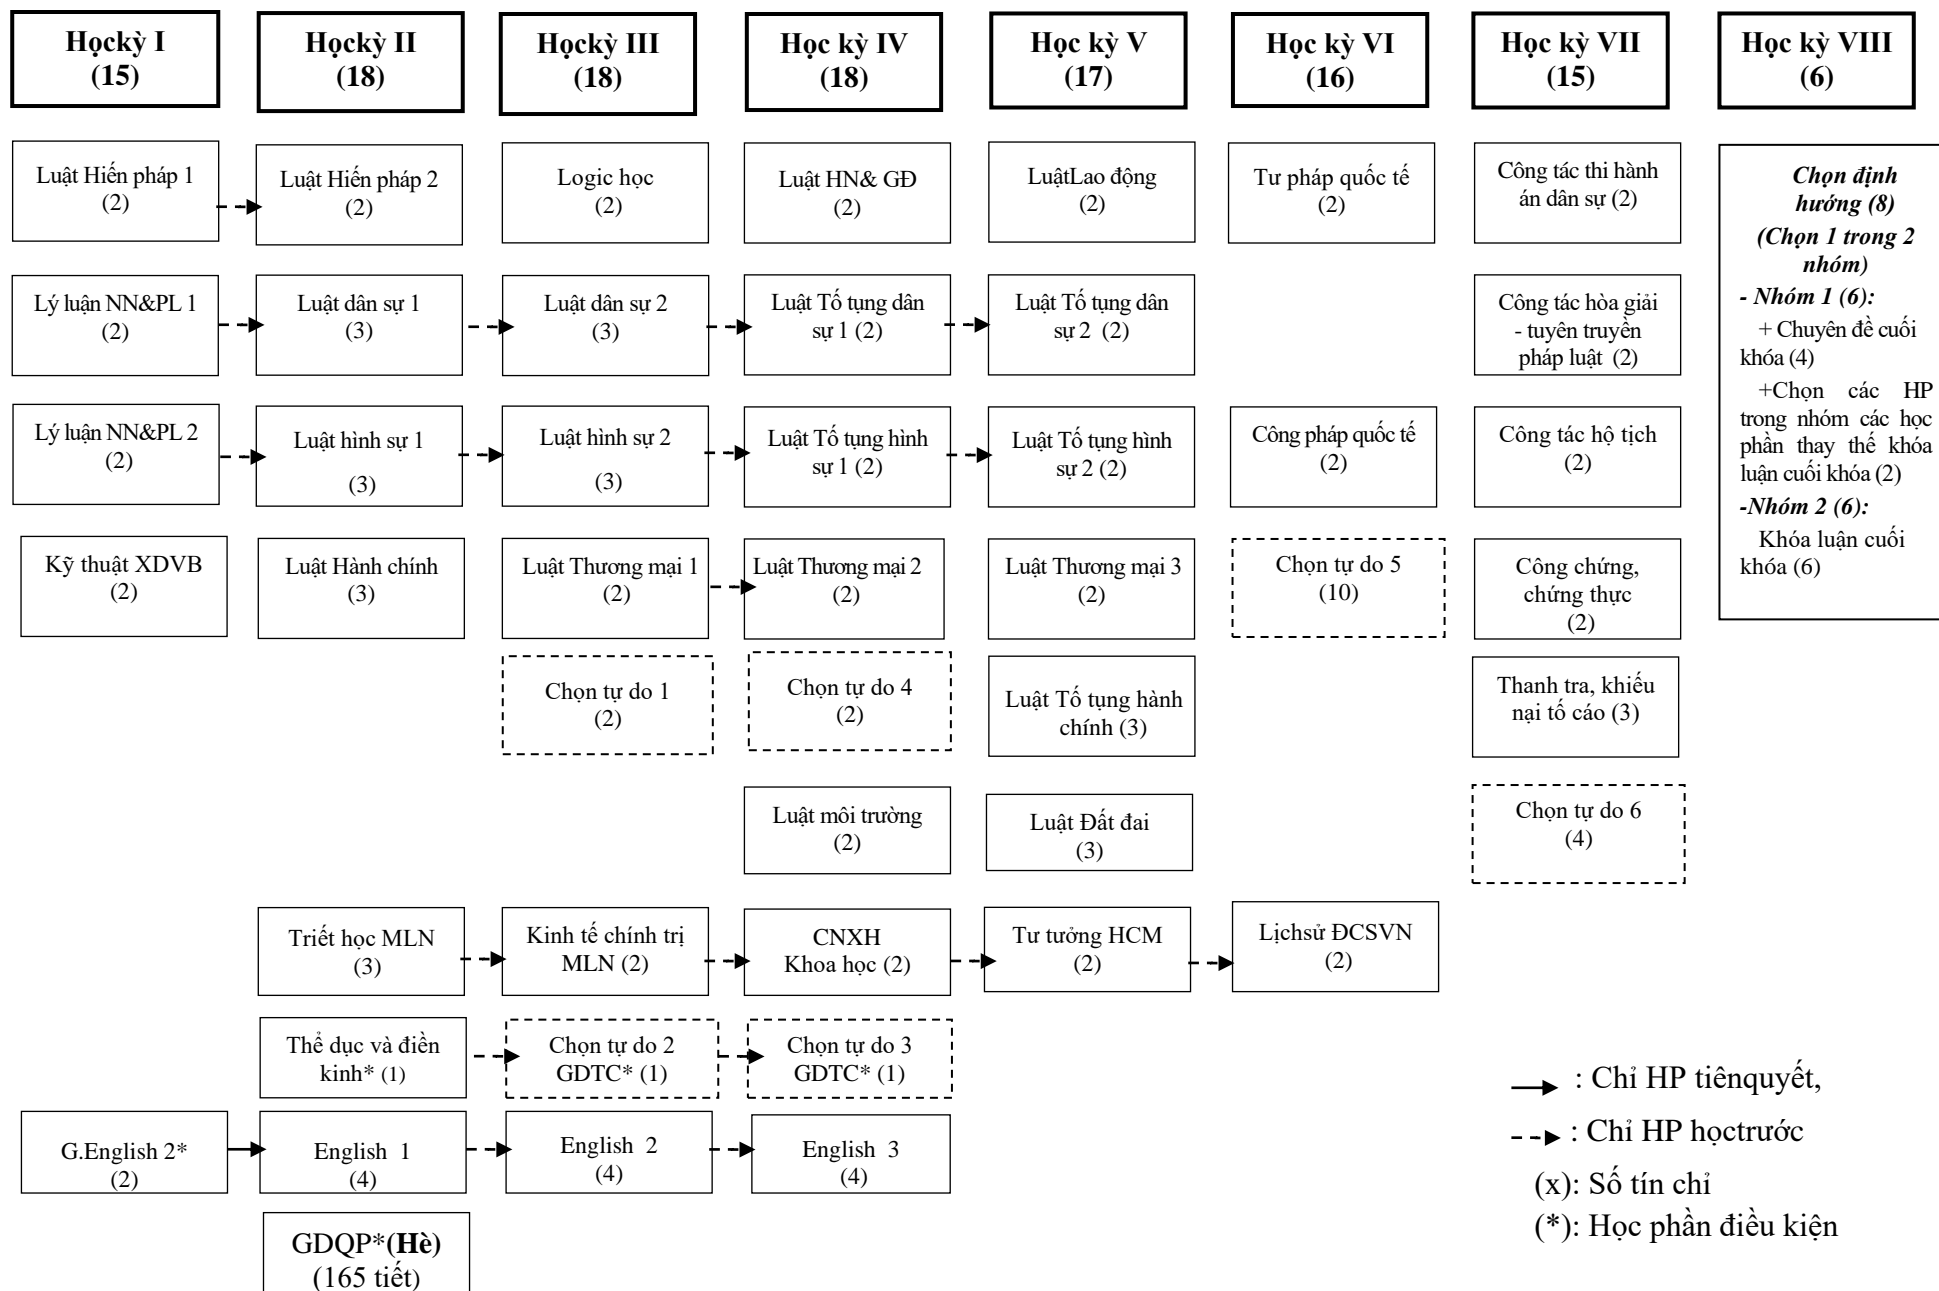 Họckỳ I
(15)
Họckỳ II
(18)
Họckỳ III
(18)
Học kỳ IV
(18)
Học kỳ V
(17)
Học kỳ VI
(16)
Học kỳ VII
(15)
Học kỳ VIII
(6)
Luật Hiến pháp 1
(2)
Luật Hiến pháp 2
(2)
Logic học
(2)
Luật HN& GĐ
(2)
LuậtLao động
(2)
Tư pháp quốc tế
(2)
Công tác thi hành
án dân sự (2)
Lý luận NN&PL 1
(2)
Luật dân sự 1
(3)
Luật dân sự 2
(3)
Luật Tố tụng dân
sự 1 (2)
Luật Tố tụng dân
sự 2 (2)
Công tác hòa giải
- tuyên truyền
pháp luật (2)
Lý luận NN&PL 2
(2)
Luật hình sự 1
(3)
Luật hình sự 2
(3)
Luật Tố tụng hình
sự 1 (2)
Luật Tố tụng hình
sự 2 (2)
Công pháp quốc tế
(2)
Công tác hộ tịch
(2)
Kỹ thuật XDVB
(2)
Luật Hành chính
(3)
Luật Thương mại 1
(2)
Luật Thương mại 2
(2)
Luật Thương mại 3
(2)
Chọn tự do 5
(10)
Công chứng,
chứng thực
(2)
Chọn định
hướng (8)
(Chọn 1 trong 2
nhóm)
- Nhóm 1 (6):
+ Chuyên đề cuối
khóa (4)
+Chọn các HP
trong nhóm các học
phần thay thế khóa
luận cuối khóa (2)
-Nhóm 2 (6):
Khóa luận cuối
khóa (6)
Chọn tự do 1
(2)
Chọn tự do 4
(2)
Luật Tố tụng hành
chính (3)
Thanh tra, khiếu
nại tố cáo (3)
Luật môi trường
(2)
Luật Đất đai
(3)
Chọn tự do 6
(4)
Triết học MLN
(3)
Kinh tế chính trị
MLN (2)
CNXH
Khoa học (2)
Tư tưởng HCM
(2)
Lịchsử ĐCSVN
(2)
Thể dục và điền
kinh* (1)
Chọn tự do 2
GDTC* (1)
Chọn tự do 3
GDTC* (1)
G.English 2*
(2)
English 1
(4)
English 2
(4)
English 3
(4)
GDQP*(Hè)
(165 tiết)
: Chỉ HP tiênquyết,
: Chỉ HP họctrước
(x): Số tín chỉ
(*): Học phần điều kiện